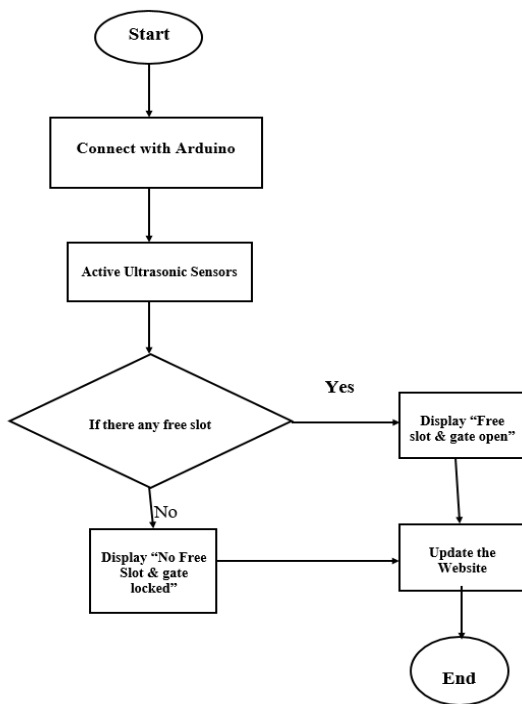 Start
Connect with Arduino
Active Ultrasonic Sensors
If there any free slot
Yes
Display “Free
slot & gate open”
No
Display “No Free
Slot & gate
locked”
Update the
Website
End